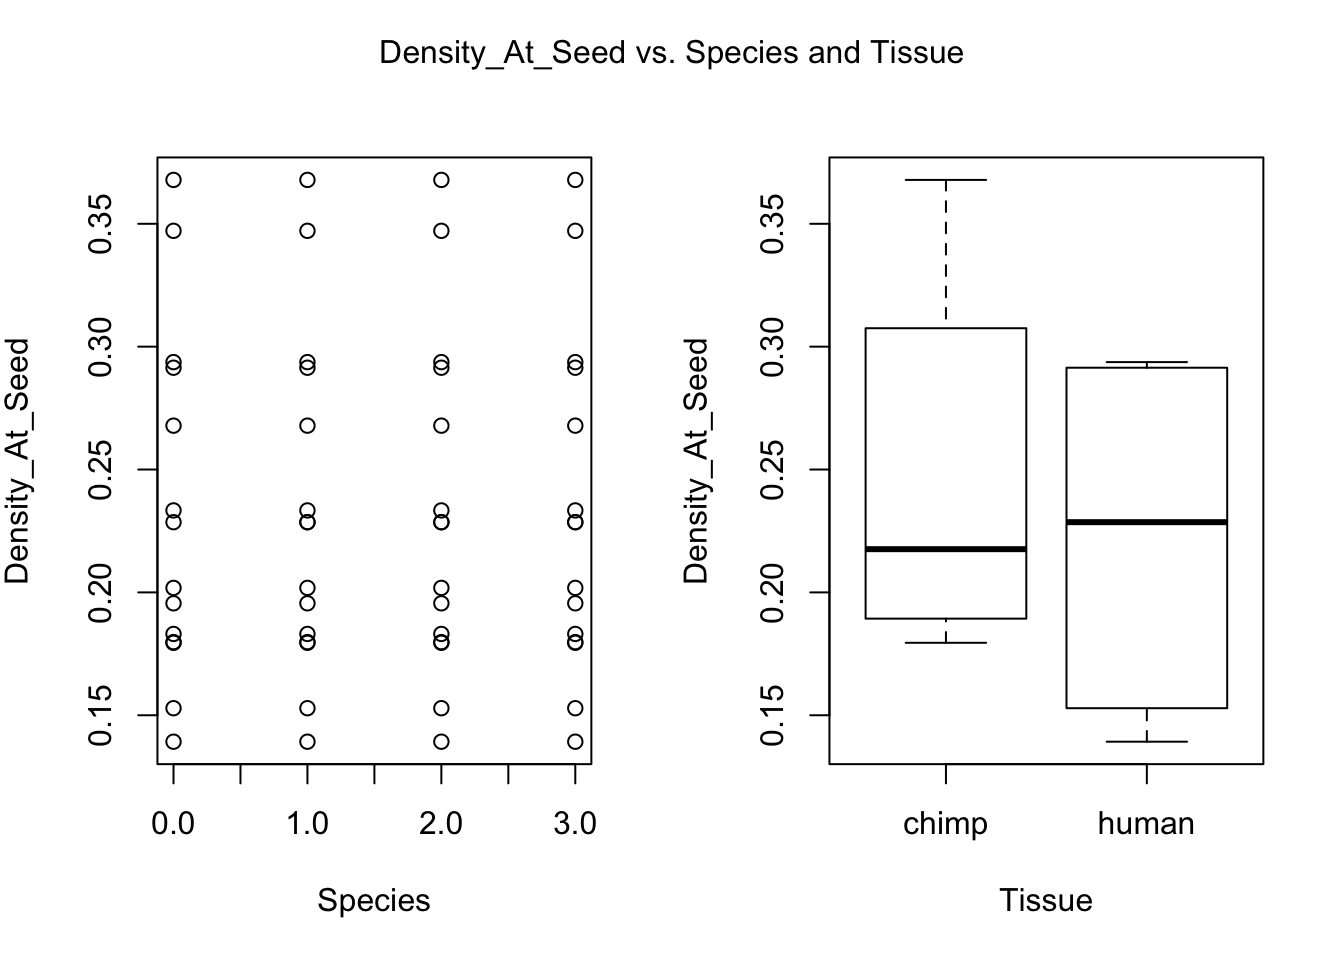 Density_At_Seed vs. Species and Tissue
Density_At_Seed
0.35
0.30
0.25
0.20
0.15
0.0 1.0 2.0 3.0
Species
Density_At_Seed
0.35
0.30
0.25
0.20
0.15
chimp human
Tissue